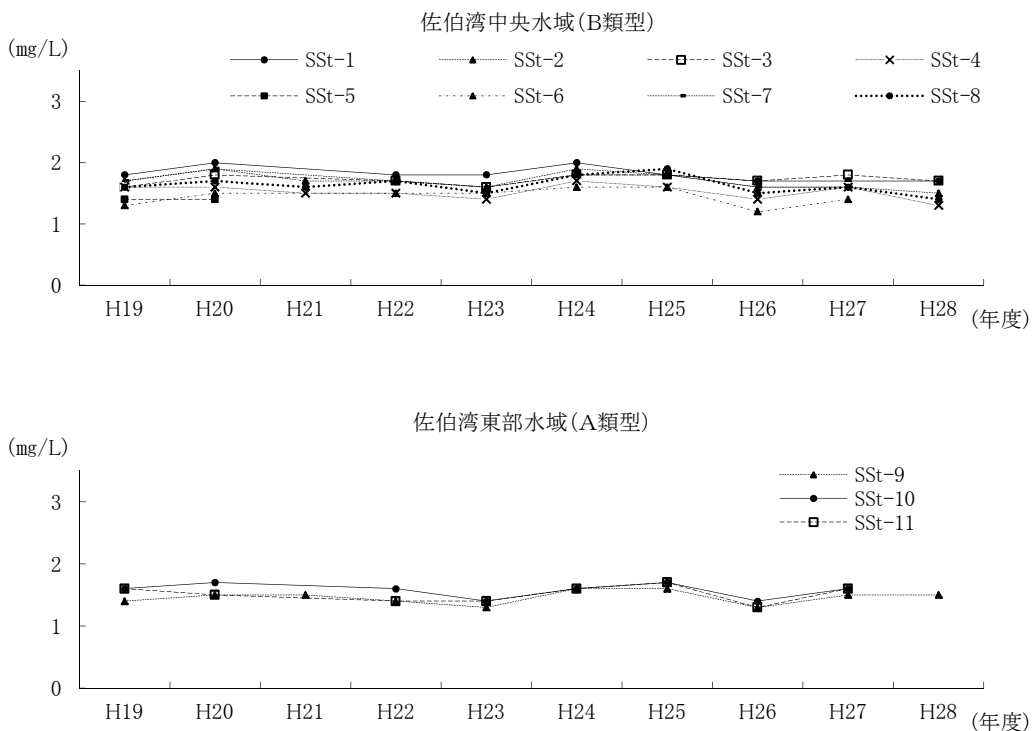 佐伯湾中央水域(B類型)
(mg/L)
SSt-1 SSt-2 SSt-3 SSt-4
SSt-5 SSt-6 SSt-7 SSt-8
3
2
1
0
H19 H20 H21 H22 H23 H24 H25 H26 H27 H28
(年度)
佐伯湾東部水域(A類型)
(mg/L)
SSt-9
SSt-10
SSt-11
3
2
1
0
H19 H20 H21 H22 H23 H24 H25 H26 H27 H28
(年度)